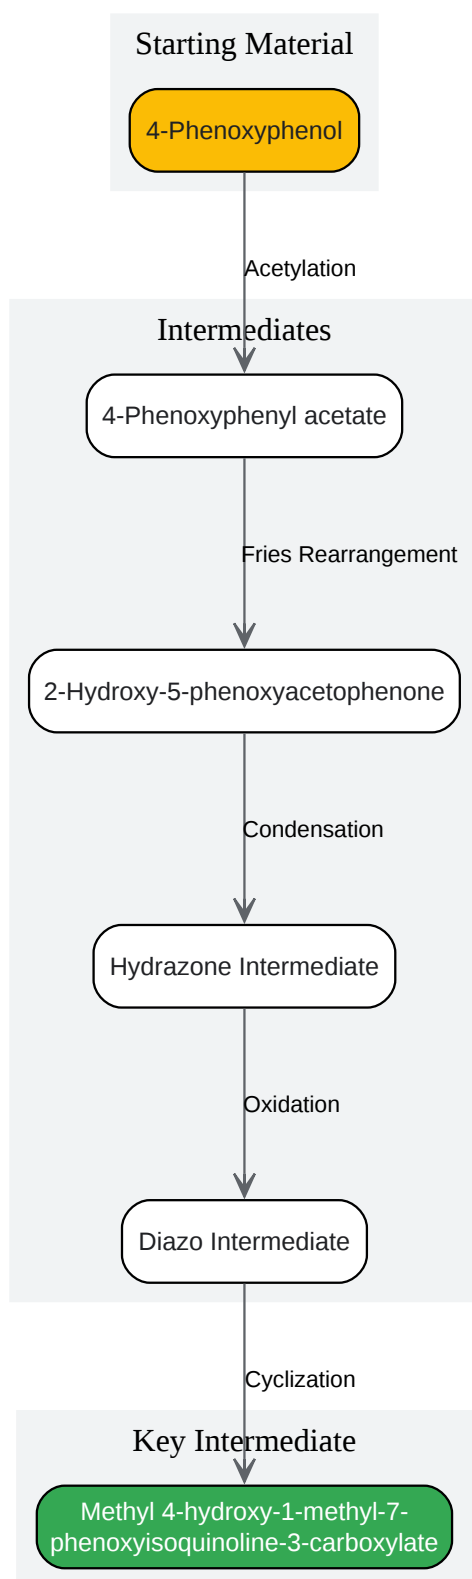 Starting Material
4-Phenoxyphenol
Acetylation
Intermediates
4-Phenoxyphenyl acetate
Fries Rearrangement
2-Hydroxy-5-phenoxyacetophenone
Condensation
Hydrazone Intermediate
Oxidation
Diazo Intermediate
Cyclization
Key Intermediate
Methyl 4-hydroxy-1-methyl-7-
phenoxyisoquinoline-3-carboxylate